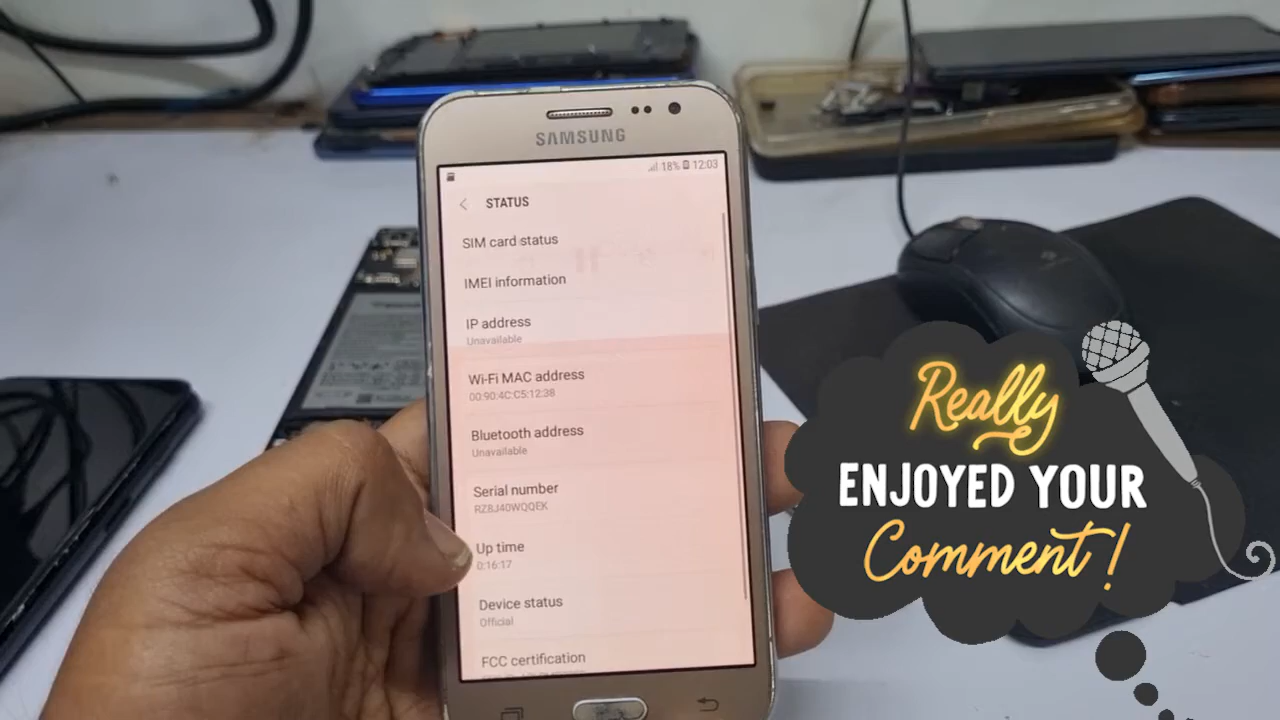 SAMSUNG
18% 12:03
STATUS
SIM card status
IMEI information
IP address
Unavailable
Wi-Fi MAC address
00:90:4C:C5:12:38
Bluetooth address
Unavailable
Serial number
RZ8J40WQQEK
Up time
0:16:17
Device status
Official
FCC certification
Really
ENJOYED YOUR
Comment!